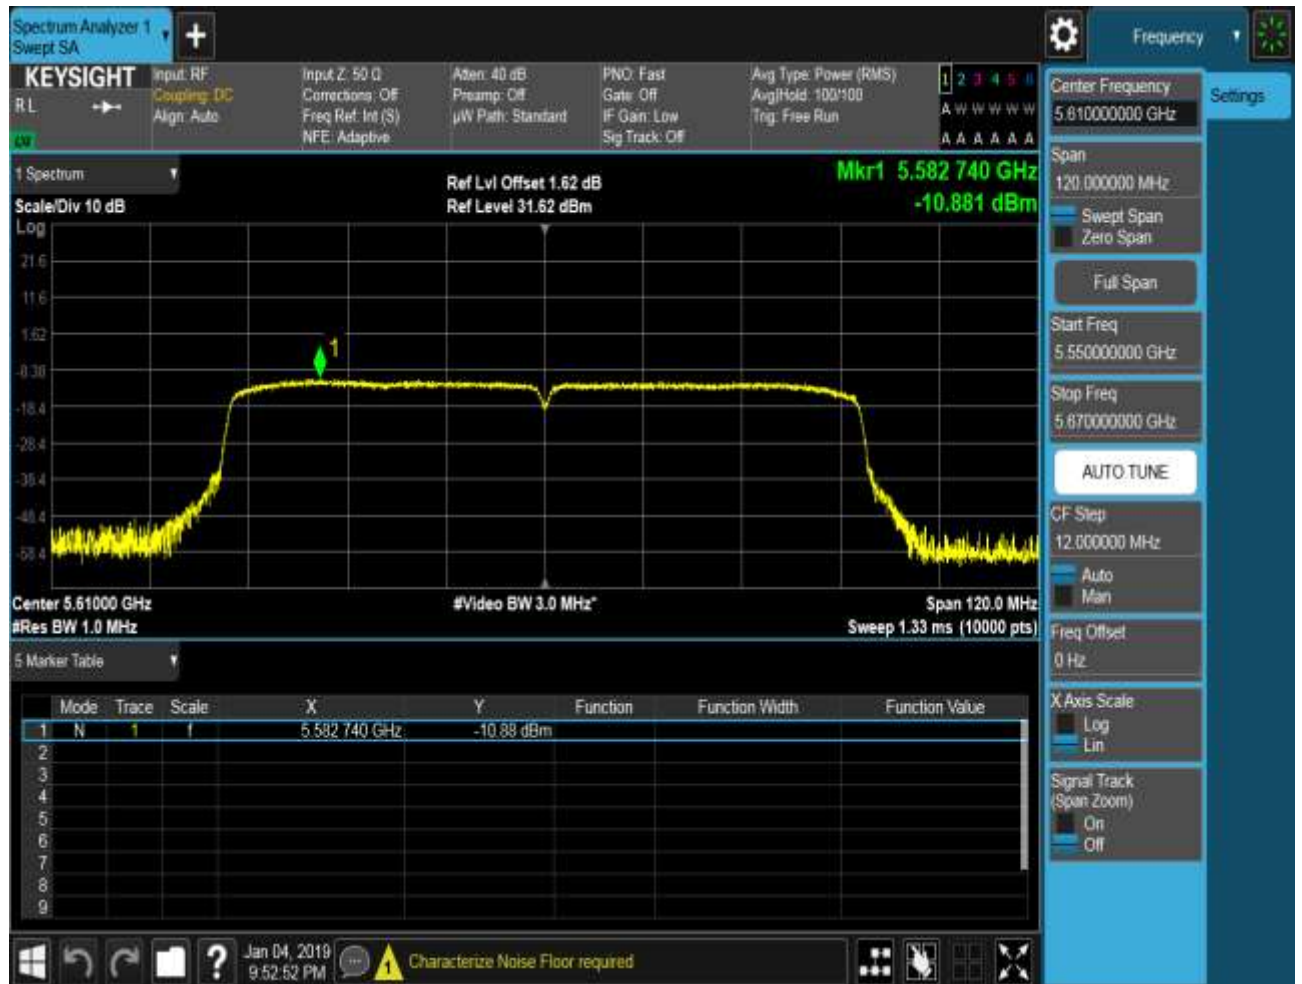 Spectrum Analyzer 1
Swept SA
Frequency
KEYSIGHT
R L
Input: RF
Coupling: DC
Align: Auto
Input Z: 50 Ω
Corrections: Off
Freq Ref: Int (S)
NFE: Adaptive
Atten: 40 dB
Preamp: Off
µW Path: Standard
PNO: Fast
Gate: Off
IF Gain: Low
Sig Track: Off
Avg Type: Power (RMS)
Avg|Hold: 100/100
Trig: Free Run
1 2 3 4 5 6
A W W W W W
A A A A A A
Center Frequency
5.610000000 GHz
Settings
1 Spectrum
Scale/Div 10 dB
Ref Lvl Offset 1.62 dB
Ref Level 31.62 dBm
Mkr1 5.582 740 GHz
-10.881 dBm
Log
21.6
11.6
1.62
-8.38
-18.4
-28.4
-38.4
-48.4
-58.4
1
Center 5.61000 GHz
#Res BW 1.0 MHz
#Video BW 3.0 MHz*
Span 120.0 MHz
Sweep 1.33 ms (10000 pts)
Span
120.000000 MHz
Swept Span
Zero Span
Full Span
Start Freq
5.550000000 GHz
Stop Freq
5.670000000 GHz
AUTO TUNE
CF Step
12.000000 MHz
Auto
Man
Freq Offset
0 Hz
X Axis Scale
Log
Lin
Signal Track
(Span Zoom)
On
Off
5 Marker Table
Mode Trace Scale X Y Function Function Width Function Value
1 N 1 f 5.582 740 GHz -10.88 dBm
2
3
4
5
6
7
8
9
?
Jan 04, 2019
9:52:52 PM
1
Characterize Noise Floor required